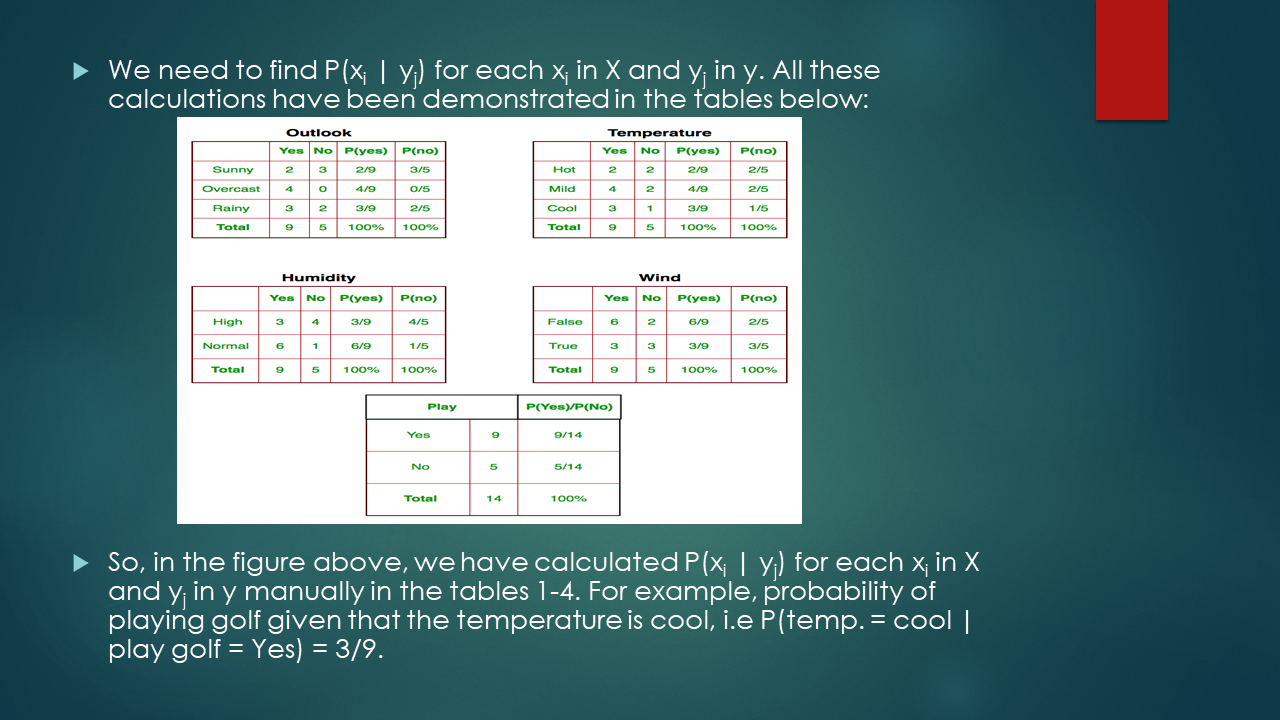 We need to find P(xi | yj) for each xi in X and yj in y. All these
calculations have been demonstrated in the tables below:
Outlook
Yes No P(yes) P(no)
Sunny 2 3 2/9 3/5
Overcast 4 0 4/9 0/5
Rainy 3 2 3/9 2/5
Total 9 5 100% 100%
Temperature
Yes No P(yes) P(no)
Hot 2 2 2/9 2/5
Mild 4 2 4/9 2/5
Cool 3 1 3/9 1/5
Total 9 5 100% 100%
Humidity
Yes No P(yes) P(no)
High 3 4 3/9 4/5
Normal 6 1 6/9 1/5
Total 9 5 100% 100%
Wind
Yes No P(yes) P(no)
False 6 2 6/9 2/5
True 3 3 3/9 3/5
Total 9 5 100% 100%
Play P(Yes)/P(No)
Yes 9 9/14
No 5 5/14
Total 14 100%
So, in the figure above, we have calculated P(xi | yj) for each xi in X
and yj in y manually in the tables 1-4. For example, probability of
playing golf given that the temperature is cool, i.e P(temp. = cool |
play golf = Yes) = 3/9.